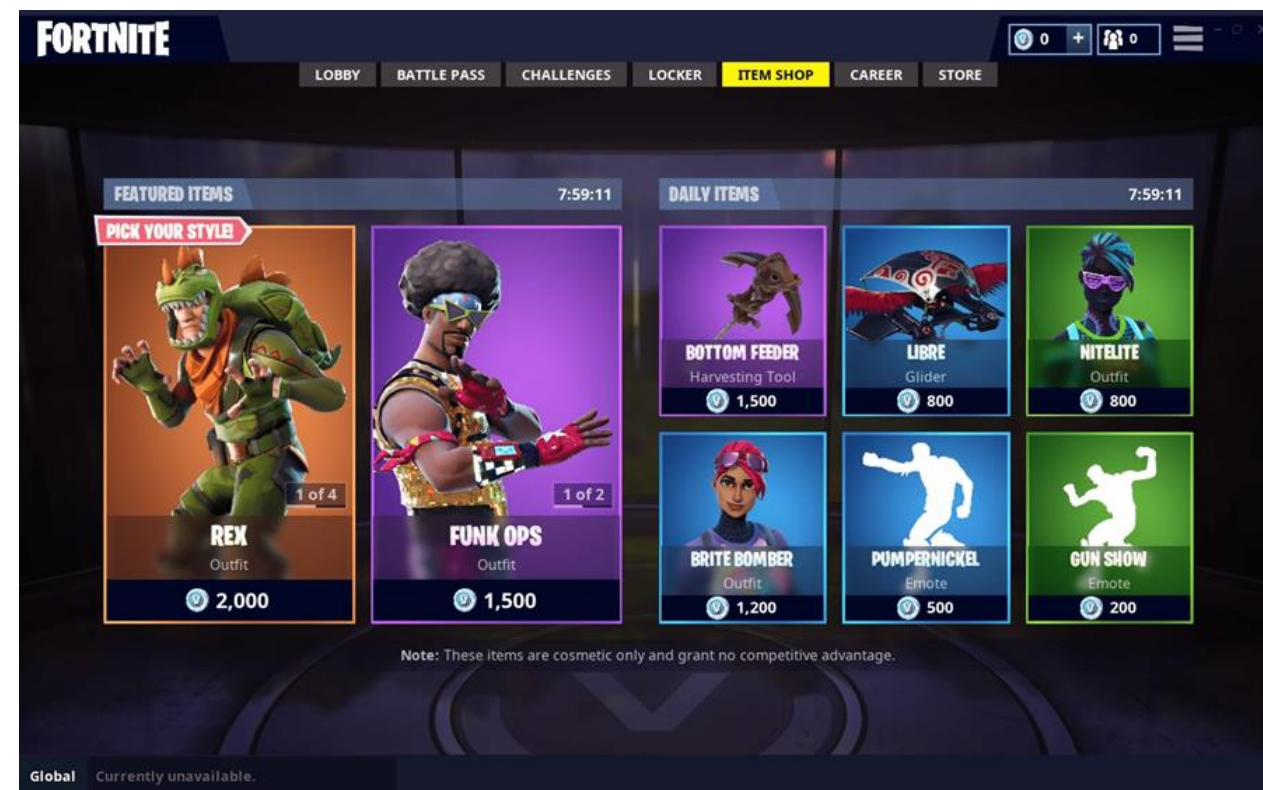 FORTNITE
0 + 0
LOBBY BATTLE PASS CHALLENGES LOCKER ITEM SHOP CAREER STORE
FEATURED ITEMS 7:59:11
PICK YOUR STYLE!
1 of 4
REX
Outfit
2,000
1 of 2
FUNK OPS
Outfit
1,500
DAILY ITEMS 7:59:11
BOTTOM FEEDER
Harvesting Tool
1,500
LIBRE
Glider
800
NITELITE
Outfit
800
BRITE BOMBER
Outfit
1,200
PUMPERNICKEL
Emote
500
GUN SHOW
Emote
200
Note: These items are cosmetic only and grant no competitive advantage.
Global Currently unavailable.